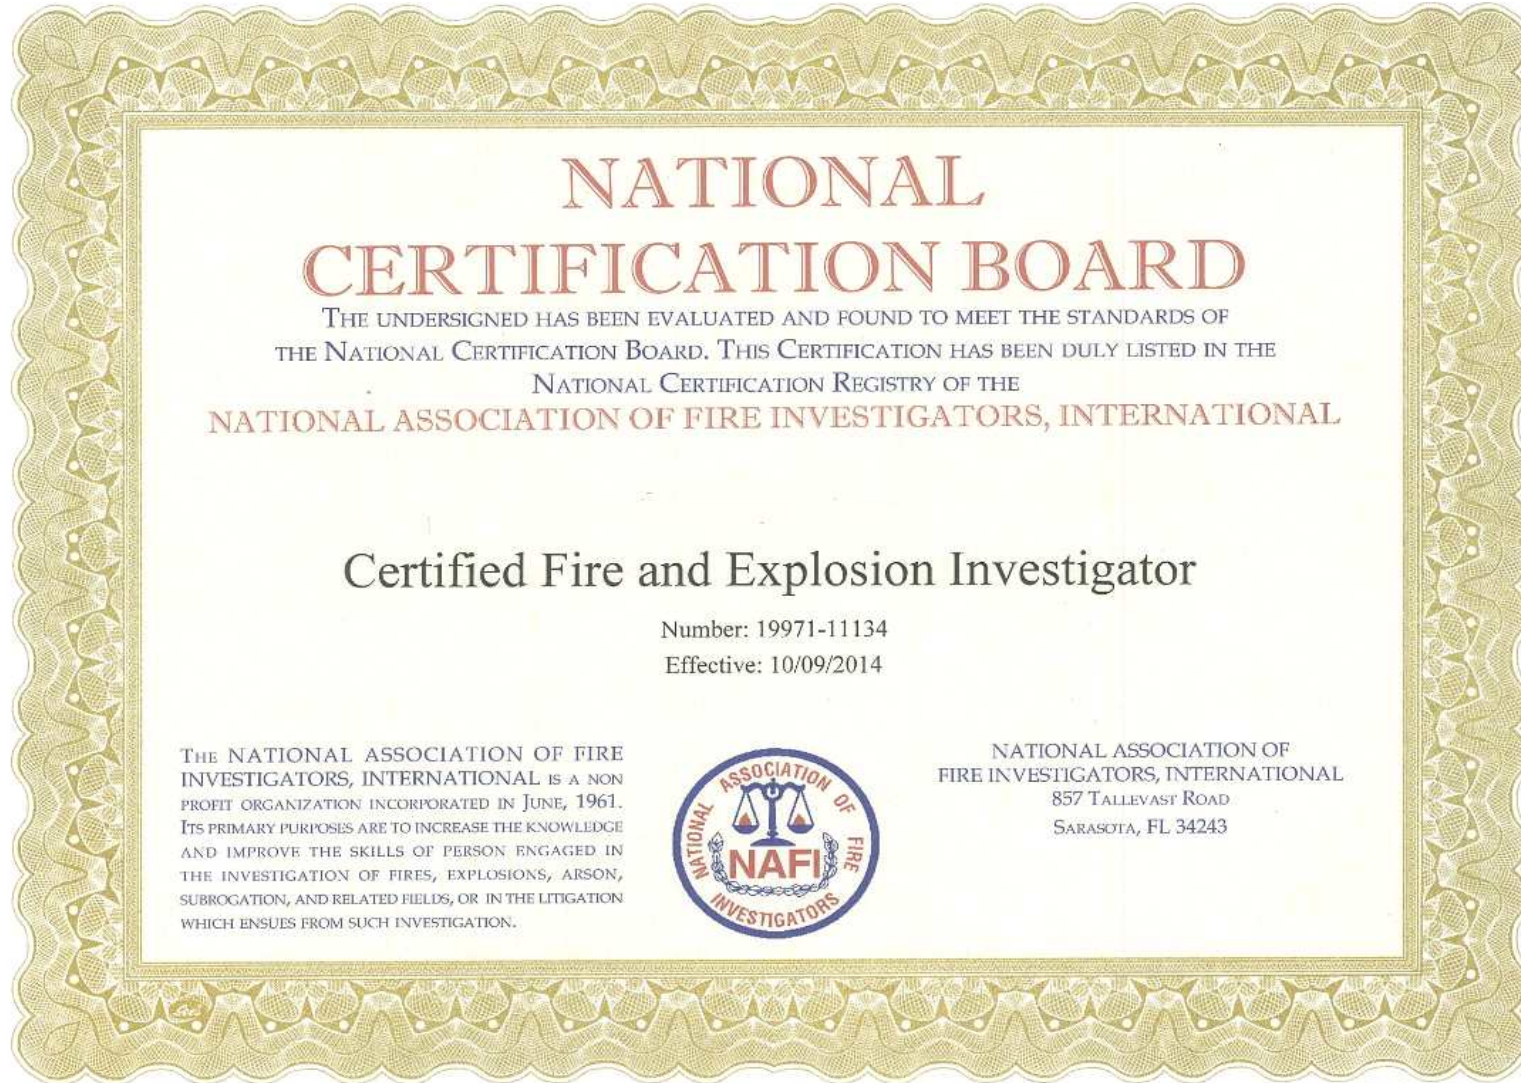 NATIONAL
CERTIFICATION BOARD
THE UNDERSIGNED HAS BEEN EVALUATED AND FOUND TO MEET THE STANDARDS OF
THE NATIONAL CERTIFICATION BOARD. THIS CERTIFICATION HAS BEEN DULY LISTED IN THE
NATIONAL CERTIFICATION REGISTRY OF THE
NATIONAL ASSOCIATION OF FIRE INVESTIGATORS, INTERNATIONAL
Certified Fire and Explosion Investigator
Number: 19971-11134
Effective: 10/09/2014
THE NATIONAL ASSOCIATION OF FIRE
INVESTIGATORS, INTERNATIONAL IS A NON
PROFIT ORGANIZATION INCORPORATED IN JUNE, 1961.
ITS PRIMARY PURPOSES ARE TO INCREASE THE KNOWLEDGE
AND IMPROVE THE SKILLS OF PERSON ENGAGED IN
THE INVESTIGATION OF FIRES, EXPLOSIONS, ARSON,
SUBROGATION, AND RELATED FIELDS, OR IN THE LITIGATION
WHICH ENSUES FROM SUCH INVESTIGATION.
NATIONAL ASSOCIATION OF FIRE
NAFI
INVESTIGATORS
NATIONAL ASSOCIATION OF
FIRE INVESTIGATORS, INTERNATIONAL
857 TALLEVAST ROAD
SARASOTA, FL 34243